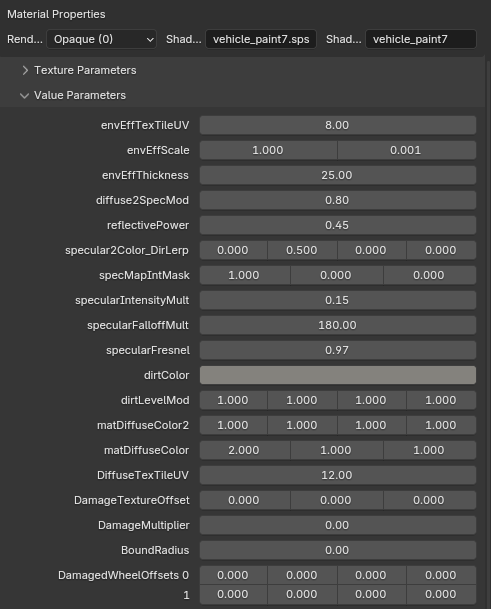 Material Properties
Rend... Opaque (0) Shad... vehicle_paint7.sps Shad... vehicle_paint7
Texture Parameters
Value Parameters
envEffTexTileUV 8.00
envEffScale 1.000 0.001
envEffThickness 25.00
diffuse2SpecMod 0.80
reflectivePower 0.45
specular2Color_DirLerp 0.000 0.500 0.000 0.000
specMapIntMask 1.000 0.000 0.000
specularIntensityMult 0.15
specularFalloffMult 180.00
specularFresnel 0.97
dirtColor
dirtLevelMod 1.000 1.000 1.000 1.000
matDiffuseColor2 1.000 1.000 1.000 1.000
matDiffuseColor 2.000 1.000 1.000
DiffuseTexTileUV 12.00
DamageTextureOffset 0.000 0.000 0.000
DamageMultiplier 0.00
BoundRadius 0.00
DamagedWheelOffsets 0 0.000 0.000 0.000 0.000
1 0.000 0.000 0.000 0.000